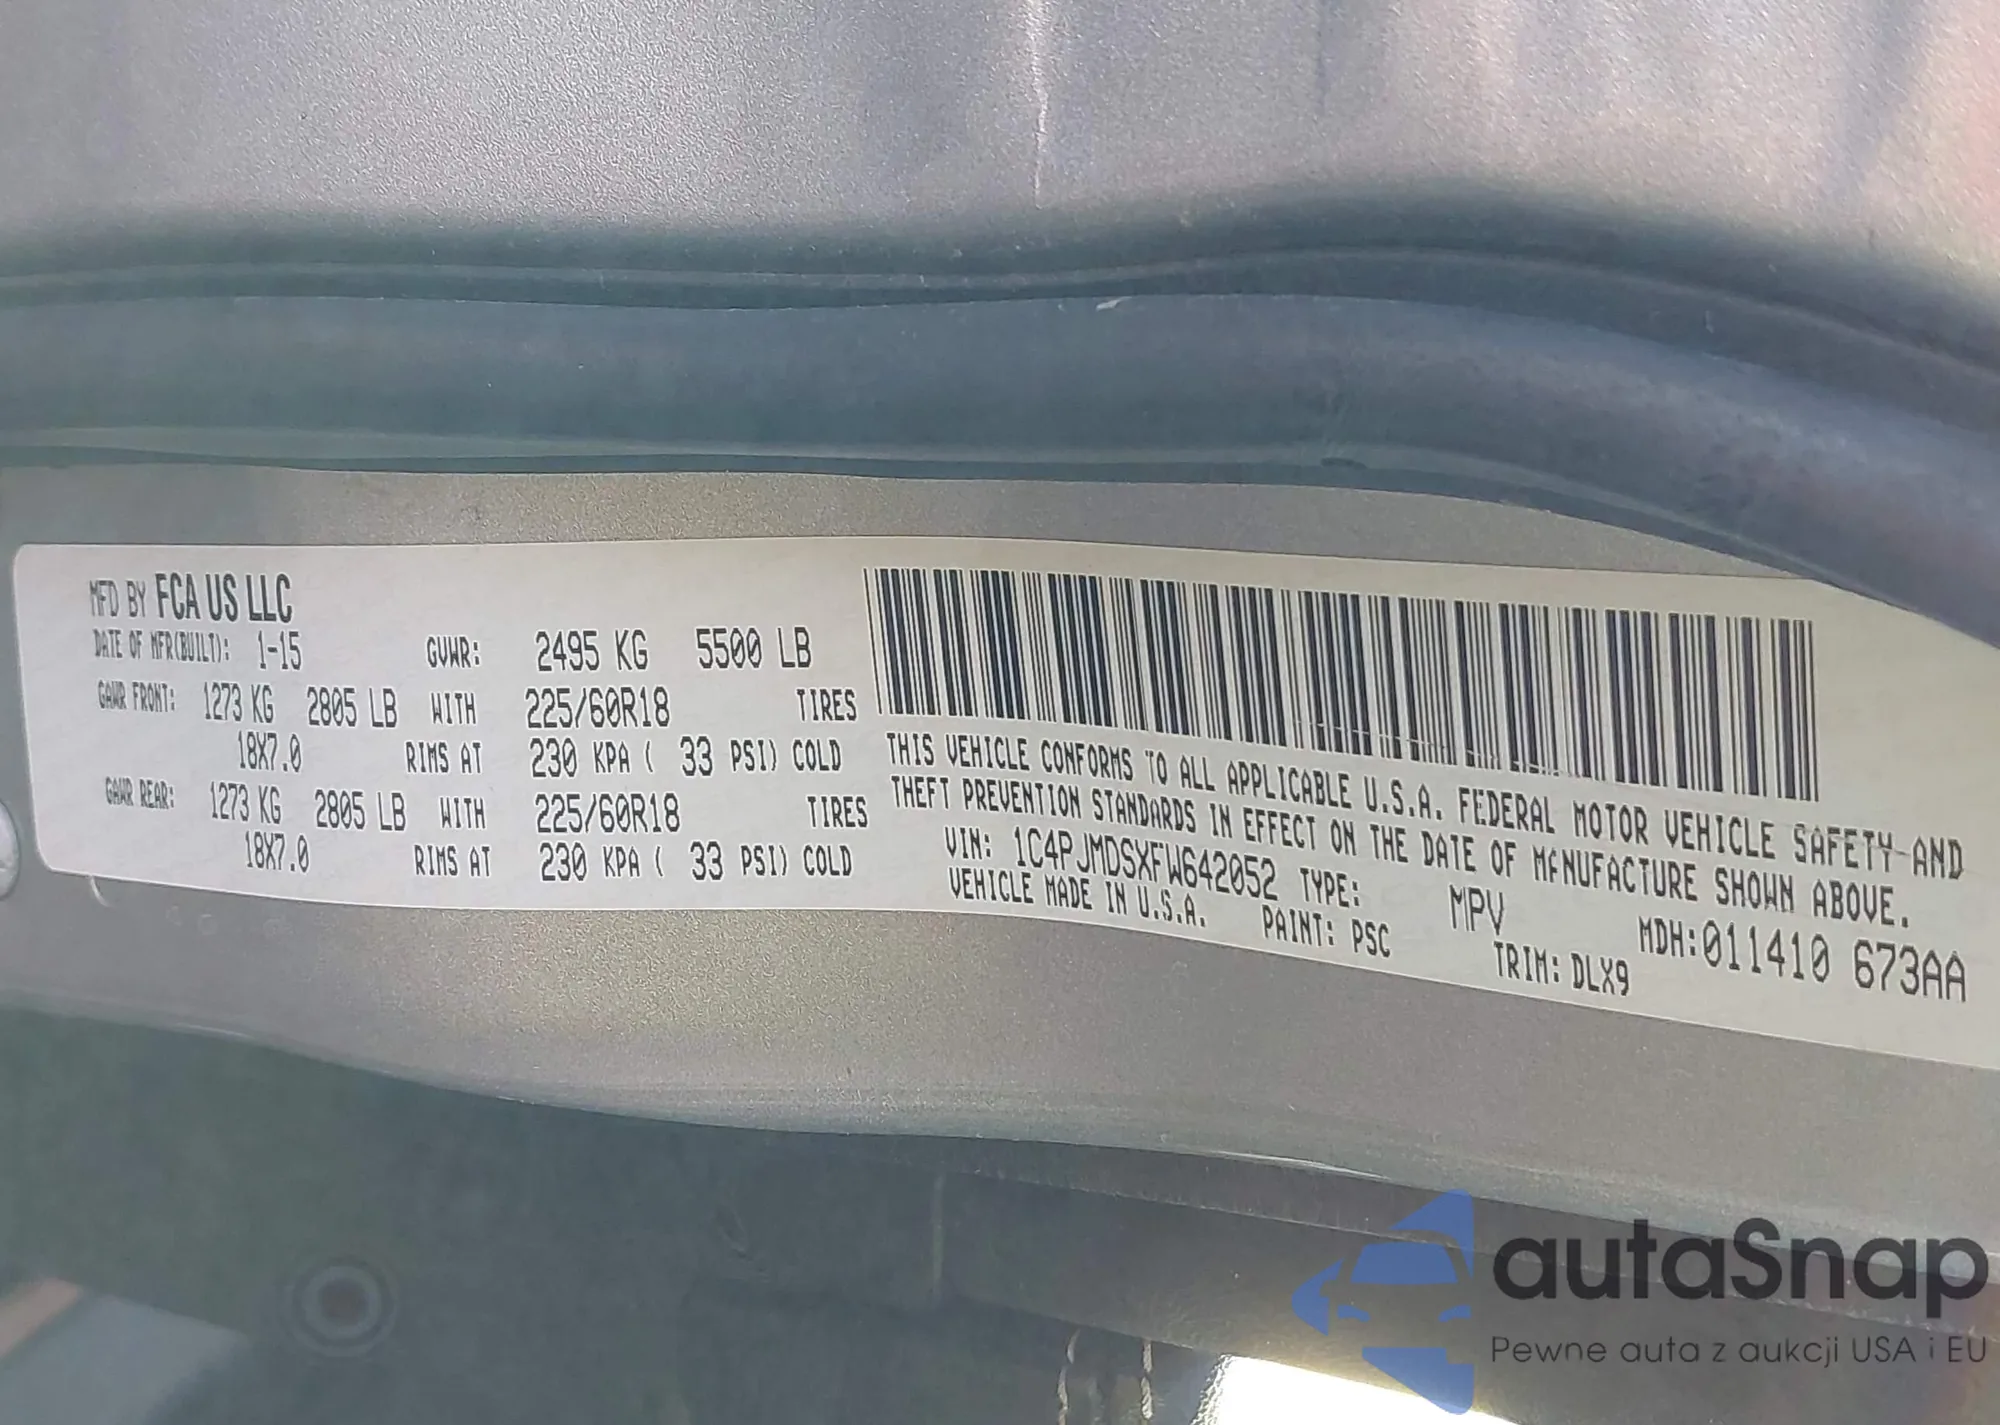 MFD BY FCA US LLC
DATE OF MFR(BUILT): 1-15 GVWR: 2495 KG 5500 LB
GAWR FRONT: 1273 KG 2805 LB WITH 225/60R18 TIRES
18X7.0 RIMS AT 230 KPA ( 33 PSI) COLD
GAWR REAR: 1273 KG 2805 LB WITH 225/60R18 TIRES
18X7.0 RIMS AT 230 KPA ( 33 PSI) COLD
THIS VEHICLE CONFORMS TO ALL APPLICABLE U.S.A. FEDERAL MOTOR VEHICLE SAFETY AND
THEFT PREVENTION STANDARDS IN EFFECT ON THE DATE OF MANUFACTURE SHOWN ABOVE.
VIN: 1C4PJMDSXFW642052 TYPE: MPV MDH:011410 673AA
VEHICLE MADE IN U.S.A. PAINT: PSC TRIM: DLX9
autaSnap
Pewne auta z aukcji USA i EU